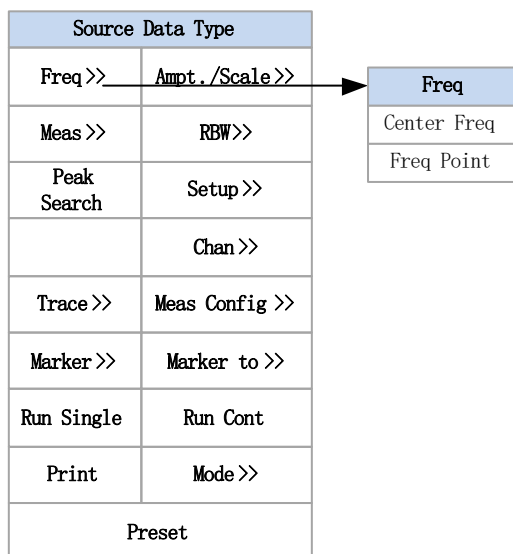 Source Data Type
Freq>> Ampt./Scale>>
Meas>> RBW>>
Peak
Search
Setup>>
Chan>>
Trace>> Meas Config >>
Marker>> Marker to >>
Run Single Run Cont
Print Mode>>
Preset
Freq
Center Freq
Freq Point